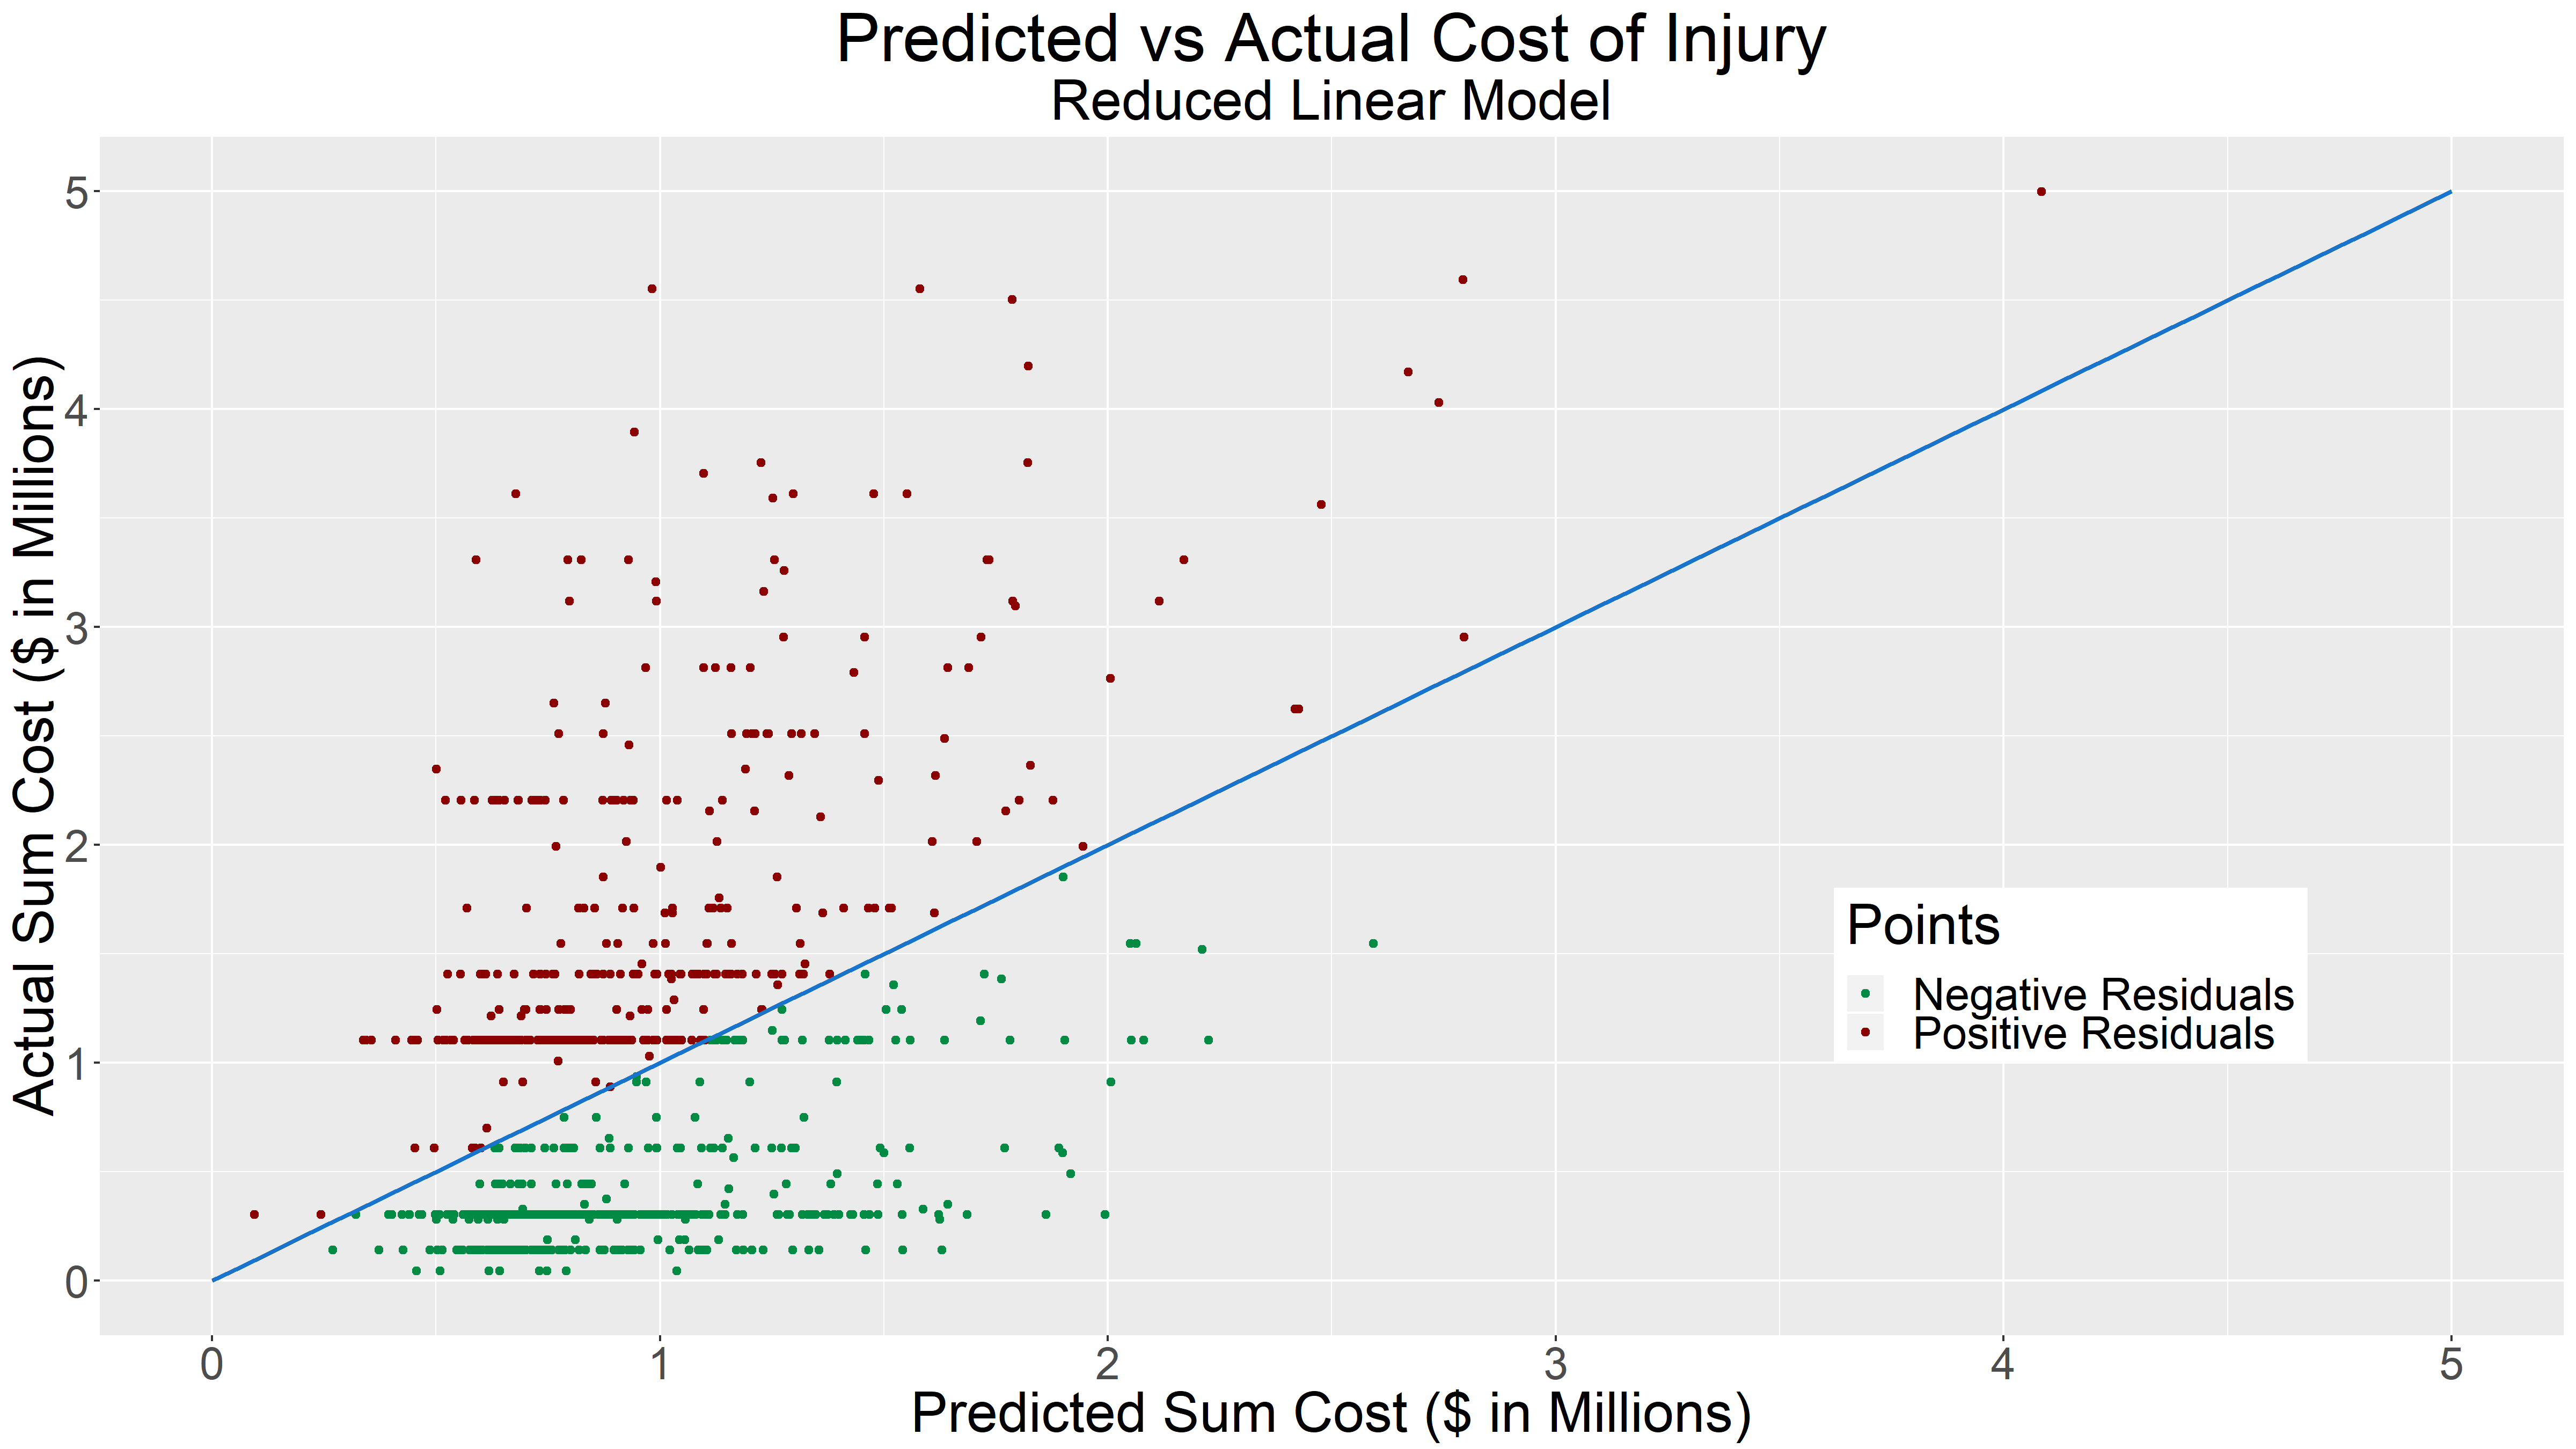 Predicted vs Actual Cost of Injury
Reduced Linear Model
Actual Sum Cost ($ in Millions)
5
4
3
2
1
0
Points
Negative Residuals
Positive Residuals
0 1 2 3 4 5
Predicted Sum Cost ($ in Millions)